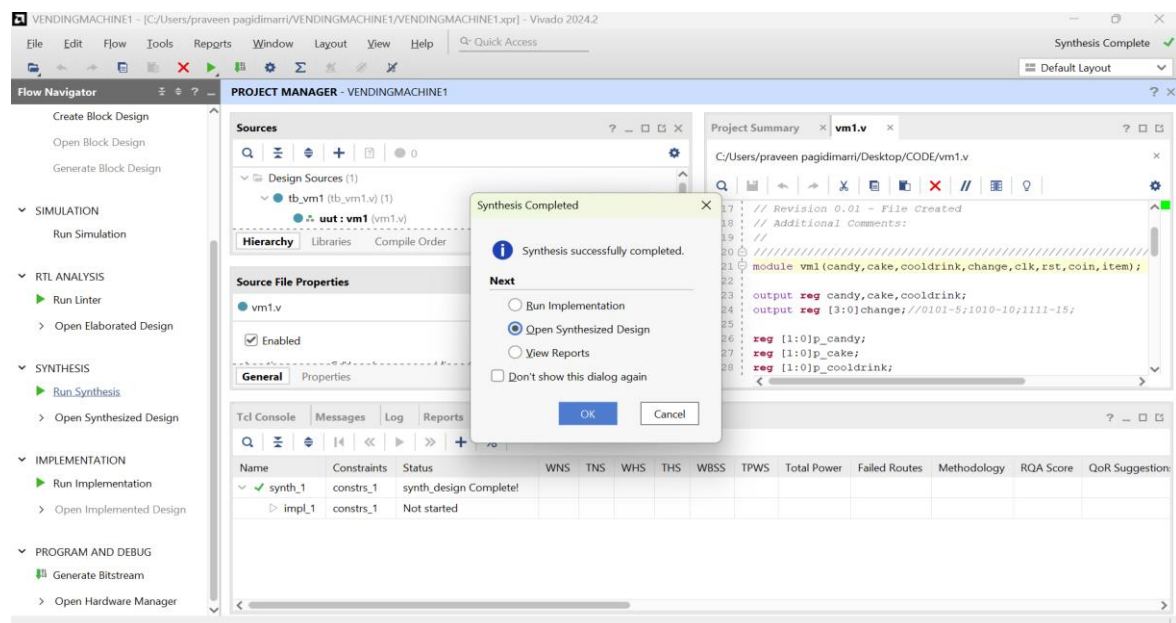 VENDINGMACHINE1 - [C:/Users/praveen pagidimarri/VENDINGMACHINE1/VENDINGMACHINE1.xpr] - Vivado 2024.2
File Edit Flow Tools Reports Window Layout View Help Quick Access
Synthesis Complete
Default Layout
Flow Navigator
Create Block Design
Open Block Design
Generate Block Design
SIMULATION
Run Simulation
RTL ANALYSIS
Run Linter
Open Elaborated Design
SYNTHESIS
Run Synthesis
Open Synthesized Design
IMPLEMENTATION
Run Implementation
Open Implemented Design
PROGRAM AND DEBUG
Generate Bitstream
Open Hardware Manager
PROJECT MANAGER - VENDINGMACHINE1
Sources
0
Design Sources (1)
tb_vm1 (tb_vm1.v) (1)
uut : vm1 (vm1.v)
Hierarchy Libraries Compile Order
Source File Properties
vm1.v
Enabled
General Properties
Synthesis Completed
Synthesis successfully completed.
Next
Run Implementation
Open Synthesized Design
View Reports
Don't show this dialog again
OK Cancel
Project Summary vm1.v
C:/Users/praveen pagidimarri/Desktop/CODE/vm1.v
17 // Revision 0.01 - File Created
18 // Additional Comments:
19 //
20 //////////////////////////////////////////////////////
21 module vm1(candy,cake,cooldrink,change,clk,rst,coin,item);
22
23 output reg candy,cake,cooldrink;
24 output reg [3:0]change;//0101-5;1010-10;1111-15;
25
26 reg [1:0]p_candy;
27 reg [1:0]p_cake;
28 reg [1:0]p_cooldrink;
Tcl Console Messages Log Reports
Name Constraints Status WNS TNS WHS THS WBSS TPWS Total Power Failed Routes Methodology RQA Score QoR Suggestion
synth_1 constrs_1 synth_design Complete!
impl_1 constrs_1 Not started